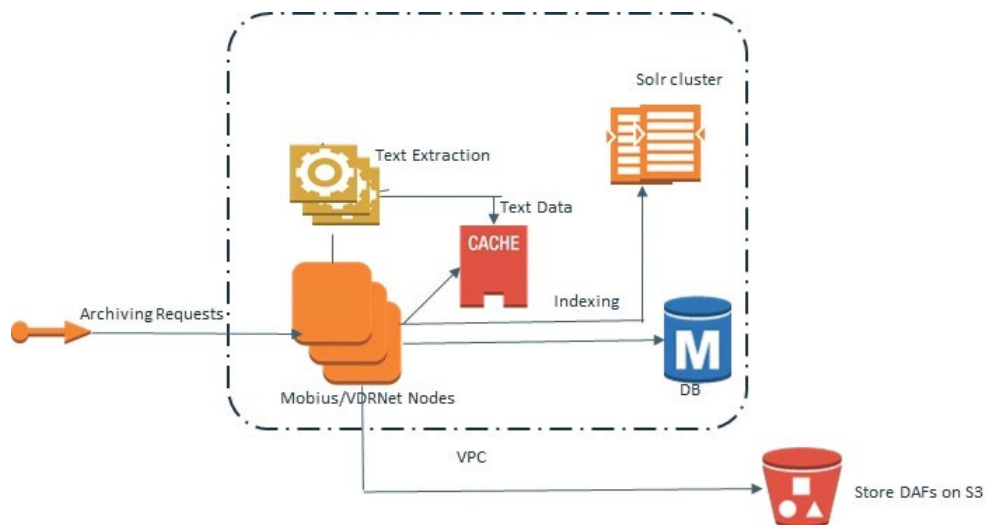 Solr cluster
Text Extraction
Text Data
CACHE
Archiving Requests
Indexing
M
DB
Mobius/VDRNet Nodes
VPC
Store DAFs on S3